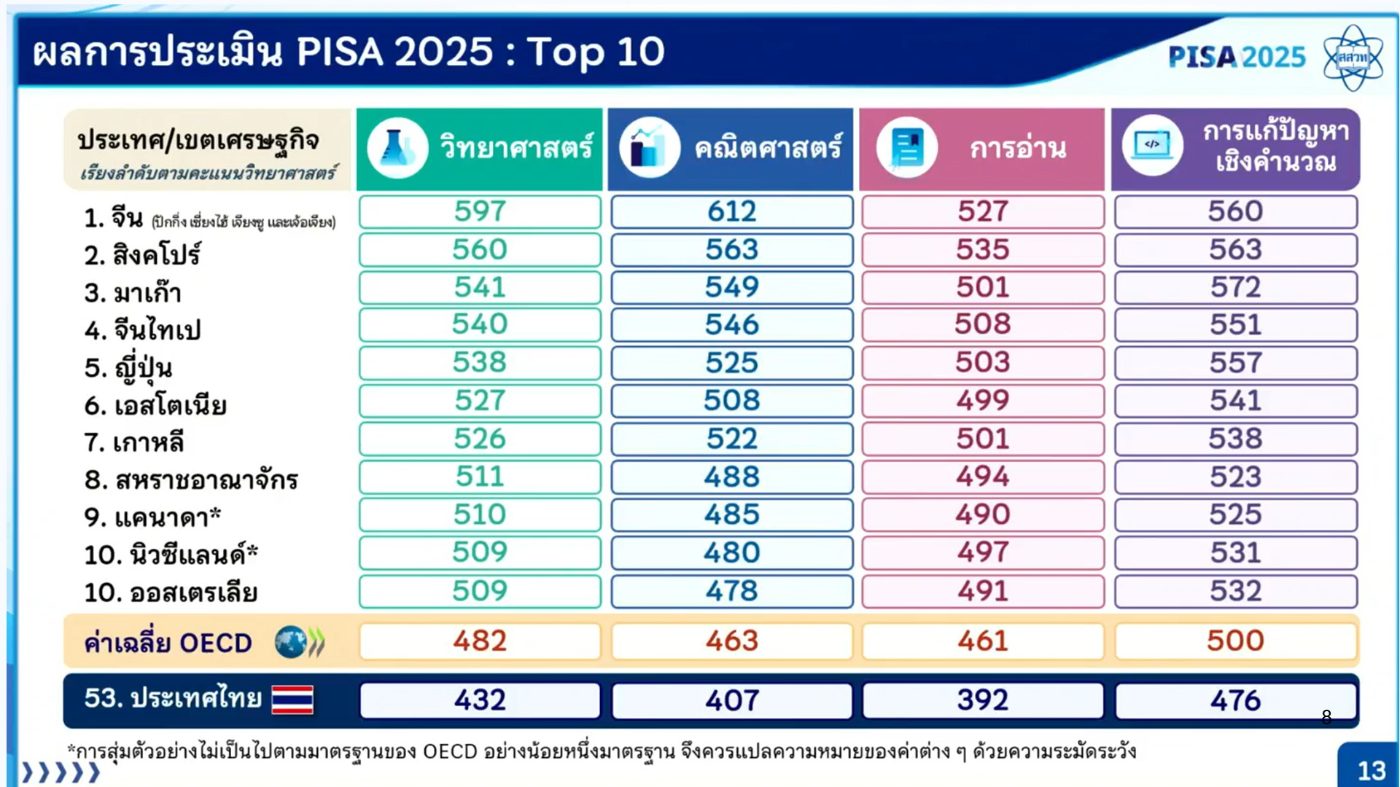 ผลการประเมิน PISA 2025 : Top 10
PISA 2025
สสวท
ประเทศ/เขตเศรษฐกิจ
เรียงลำดับตามคะแนนวิทยาศาสตร์
วิทยาศาสตร์ คณิตศาสตร์ การอ่าน การแก้ปัญหา
เชิงคำนวณ
1. จีน (ปักกิ่ง เซี่ยงไฮ้ เจียงซู และเจ้อเจียง) 597 612 527 560
2. สิงคโปร์ 560 563 535 563
3. มาเก๊า 541 549 501 572
4. จีนไทเป 540 546 508 551
5. ญี่ปุ่น 538 525 503 557
6. เอสโตเนีย 527 508 499 541
7. เกาหลี 526 522 501 538
8. สหราชอาณาจักร 511 488 494 523
9. แคนาดา* 510 485 490 525
10. นิวซีแลนด์* 509 480 497 531
10. ออสเตรเลีย 509 478 491 532
ค่าเฉลี่ย OECD 482 463 461 500
53. ประเทศไทย 432 407 392 476
8
*การสุ่มตัวอย่างไม่เป็นไปตามมาตรฐานของ OECD อย่างน้อยหนึ่งมาตรฐาน จึงควรแปลความหมายของค่าต่าง ๆ ด้วยความระมัดระวัง
13